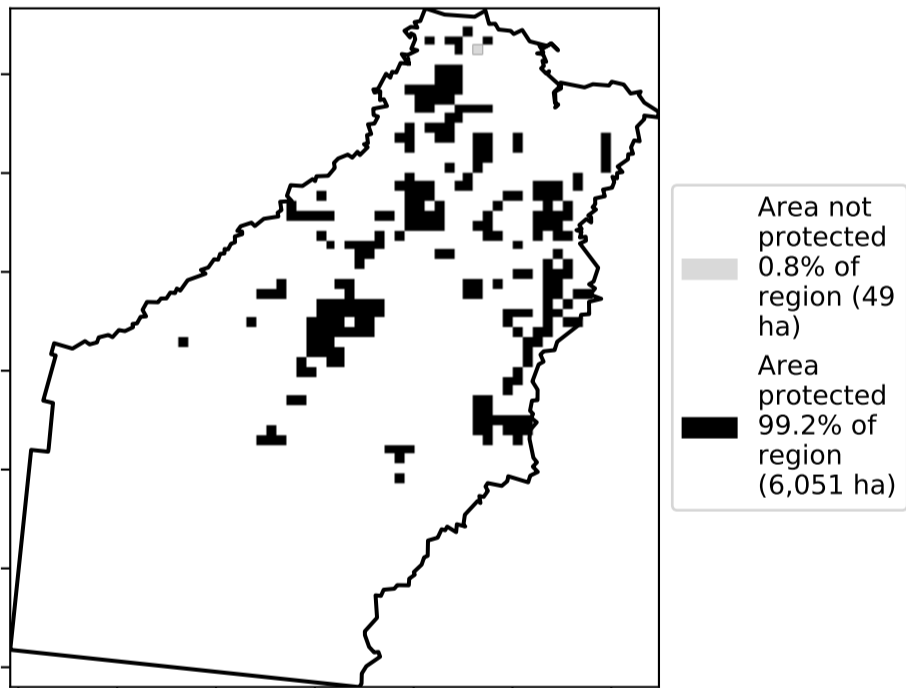 Area not
protected
0.8% of
region (49
ha)
Area
protected
99.2% of
region
(6,051 ha)